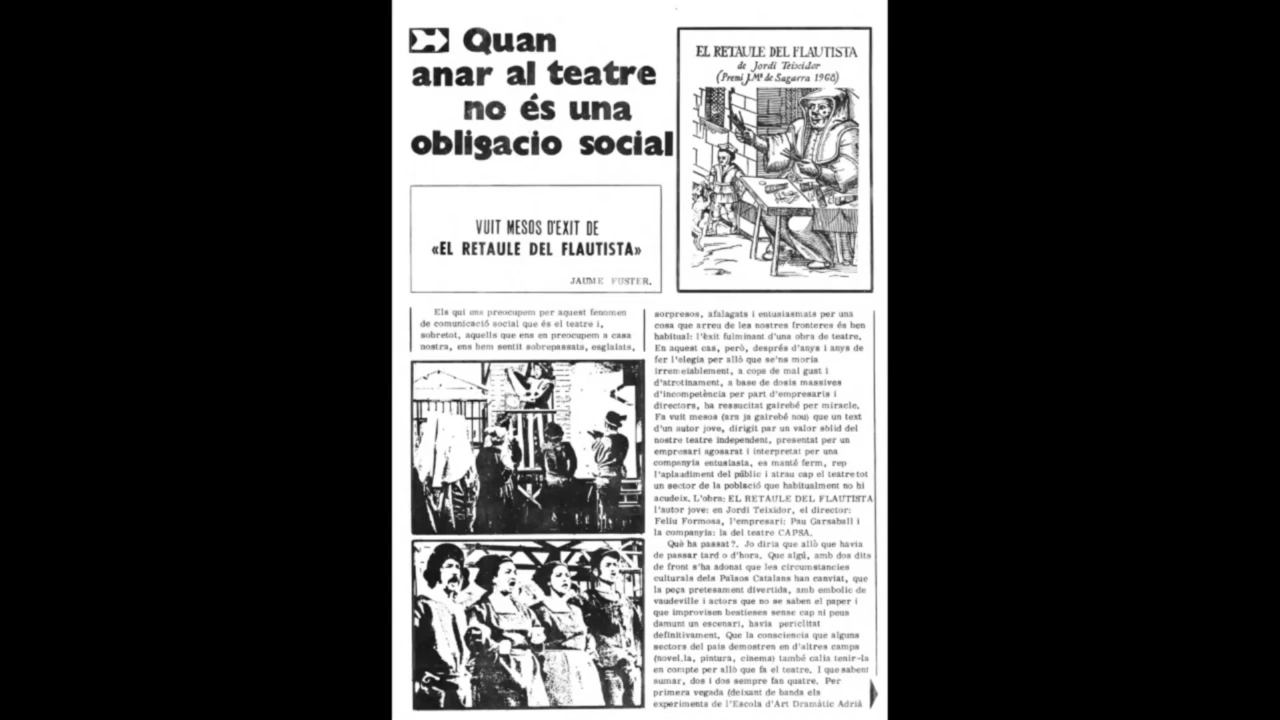 Quan
anar al teatre
no és una
obligacio social
EL RETAULE DEL FLAUTISTA
de Jordi Teixidor
(Premi J.Mª de Sagarra 1968)
VUIT MESOS D'EXIT DE
«EL RETAULE DEL FLAUTISTA»
JAUME FUSTER.
Els qui ens preocupem per aquest fenomen
de comunicació social que és el teatre i,
sobretot, aquells que ens en preocupem a casa
nostra, ens hem sentit sobrepassats, esglaiats,
sorpresos, afalagats i entusiasmats per una
cosa que arreu de les nostres fronteres és ben
habitual: l'èxit fulminant d'una obra de teatre.
En aquest cas, però, després d'anys i anys de
fer l'elegia per allò que se'ns moria
irremeiablement, a cops de mal gust i
d'atrotinament, a base de dosis massives
d'incompetència per part d'empresaris i
directors, ha ressucitat gairebé per miracle.
Fa vuit mesos (ara ja gairebé nou) que un text
d'un autor jove, dirigit par un valor sòlid del
nostre teatre independent, presentat per un
empresari agosarat i interpretat per una
companyia entusiasta, es manté ferm, rep
l'aplaudiment del públic i atrau cap el teatre tot
un sector de la població que habitualment no hi
acudeix. L'obra: EL RETAULE DEL FLAUTISTA
l'autor jove: en Jordi Teixidor, el director:
Feliu Formosa, l'empresari: Pau Garsaball i
la companyia: la del teatre CAPSA.
Què ha passat?. Jo diria que allò que havia
de passar tard o d'hora. Que algú, amb dos dits
de front s'ha adonat que les circumstancies
culturals dels Països Catalans han canviat, que
la peça pretesament divertida, amb embolic de
vaudeville i actors que no se saben el paper i
que improvisen bestieses sense cap ni peus
damunt un escenari, havia periclitat
definitivament. Que la consciencia que alguns
sectors del pais demostren en d'altres camps
(novel.la, pintura, cinema) també calia tenir-la
en compte per allò que fa el teatre. I que sabent
sumar, dos i dos sempre fan quatre. Per
primera vegada (deixant de banda els
experiments de l'Escola d'Art Dramàtic Adrià